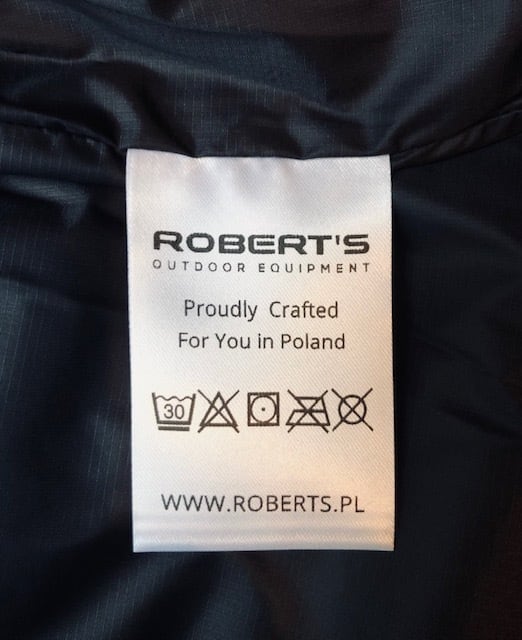 ROBERT'S
OUTDOOR EQUIPMENT
Proudly Crafted
For You in Poland
30
WWW.ROBERTS.PL